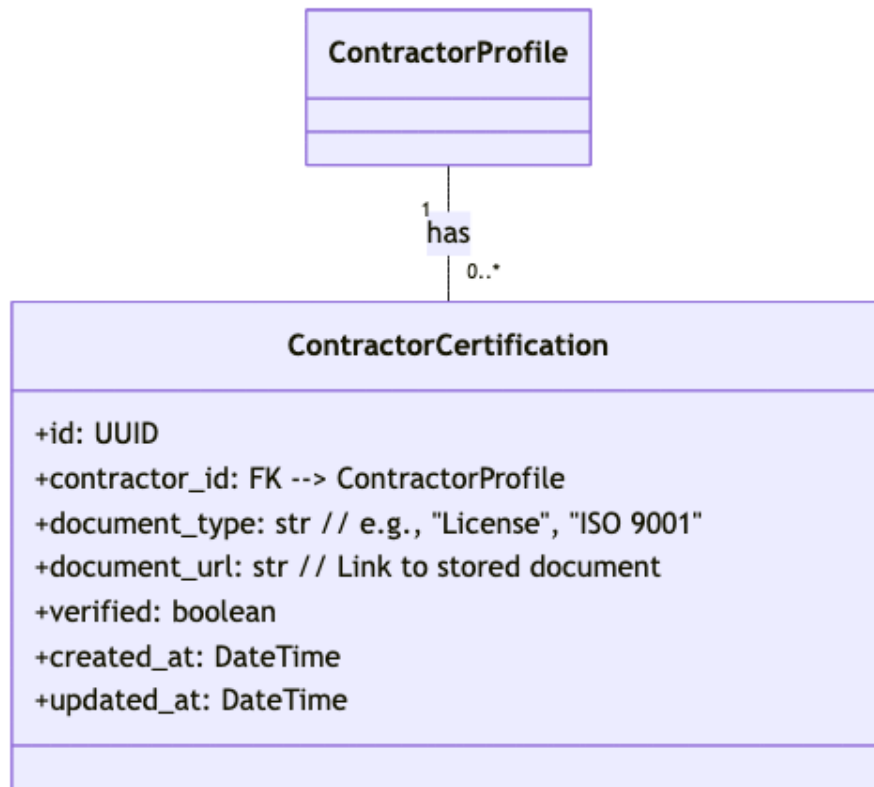 ContractorProfile
1
has
0..*
ContractorCertification
+id: UUID
+contractor_id: FK --> ContractorProfile
+document_type: str // e.g., "License", "ISO 9001"
+document_url: str // Link to stored document
+verified: boolean
+created_at: DateTime
+updated_at: DateTime